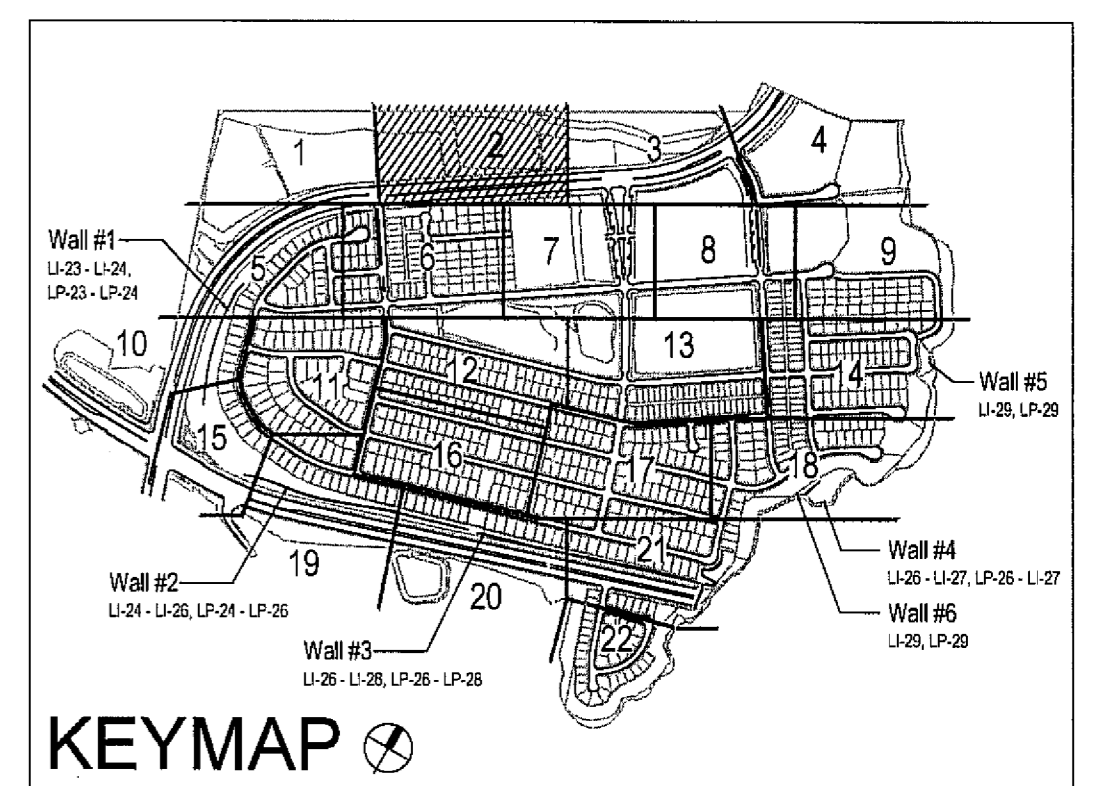 1
2
3
4
Wall #1
LI-23 - LI-24,
LP-23 - LP-24
5
6
7
8
9
10
11
12
13
14
Wall #5
LI-29, LP-29
15
16
17
18
19
20
21
22
Wall #2
LI-24 - LI-26, LP-24 - LP-26
Wall #3
LI-26 - LI-28, LP-26 - LP-28
Wall #4
LI-26 - LI-27, LP-26 - LI-27
Wall #6
LI-29, LP-29
KEYMAP